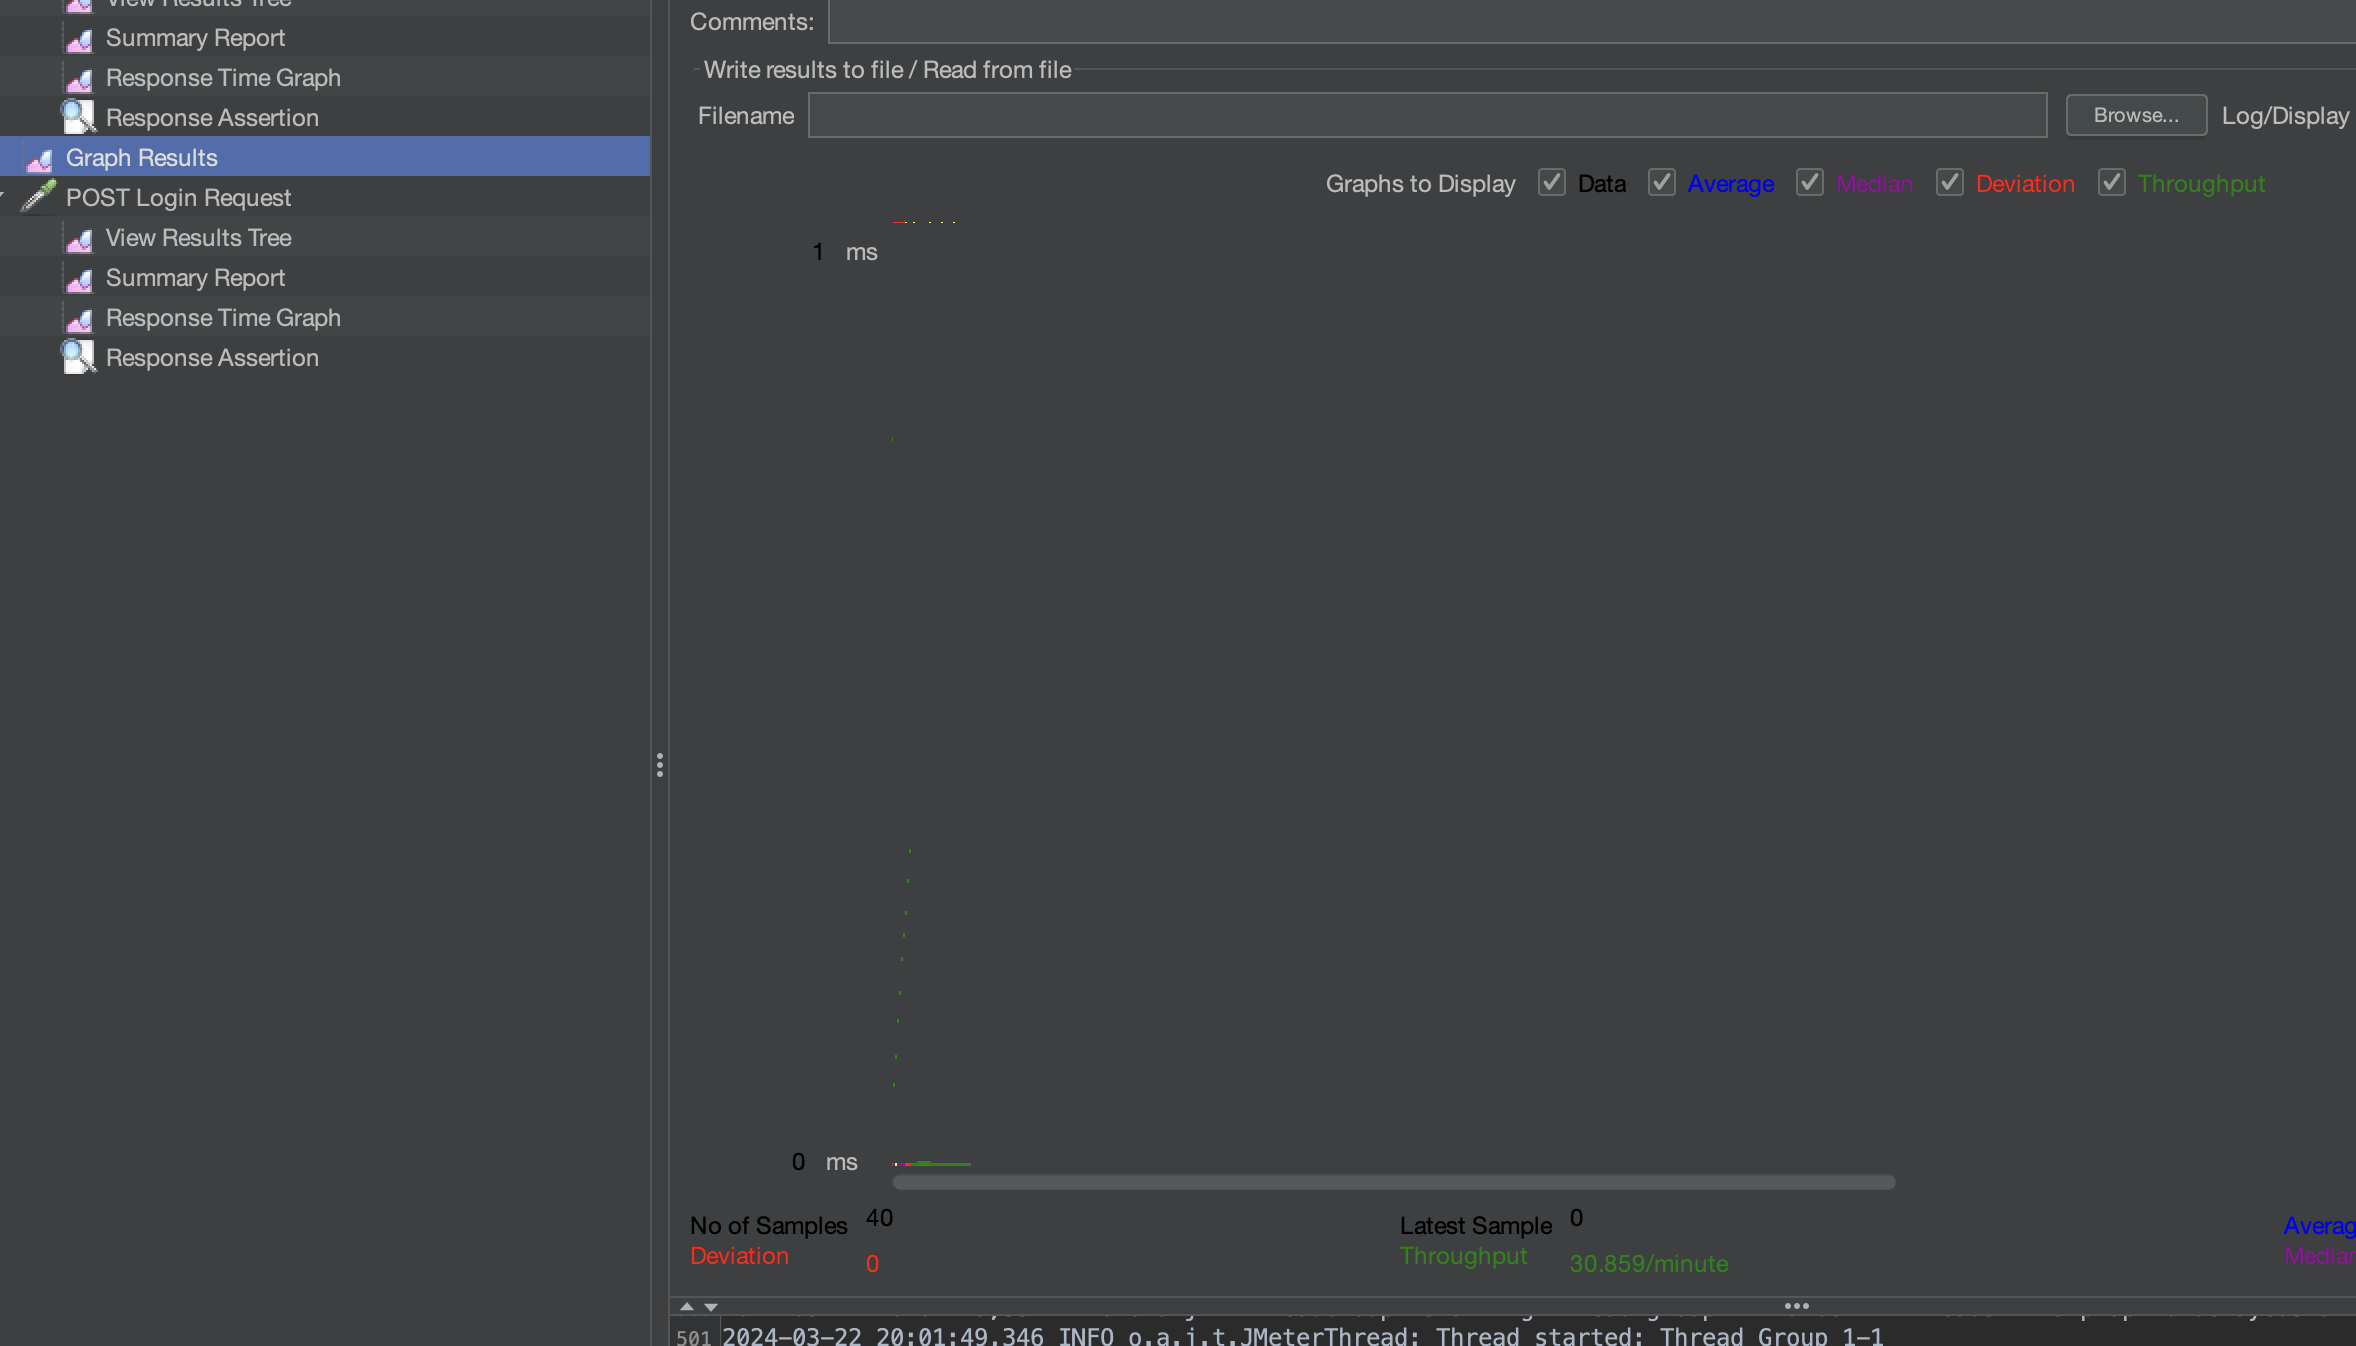 View Results Tree
Summary Report
Response Time Graph
Response Assertion
Graph Results
POST Login Request
View Results Tree
Summary Report
Response Time Graph
Response Assertion
Comments:
Write results to file / Read from file
Filename
Browse...
Log/Display
Graphs to Display Data Average Median Deviation Throughput
1 ms
0 ms
No of Samples 40
Latest Sample 0
Averag
Deviation 0
Throughput 30.859/minute
Median
501 2024-03-22 20:01:49,346 INFO o.a.j.t.JMeterThread: Thread started: Thread Group 1-1